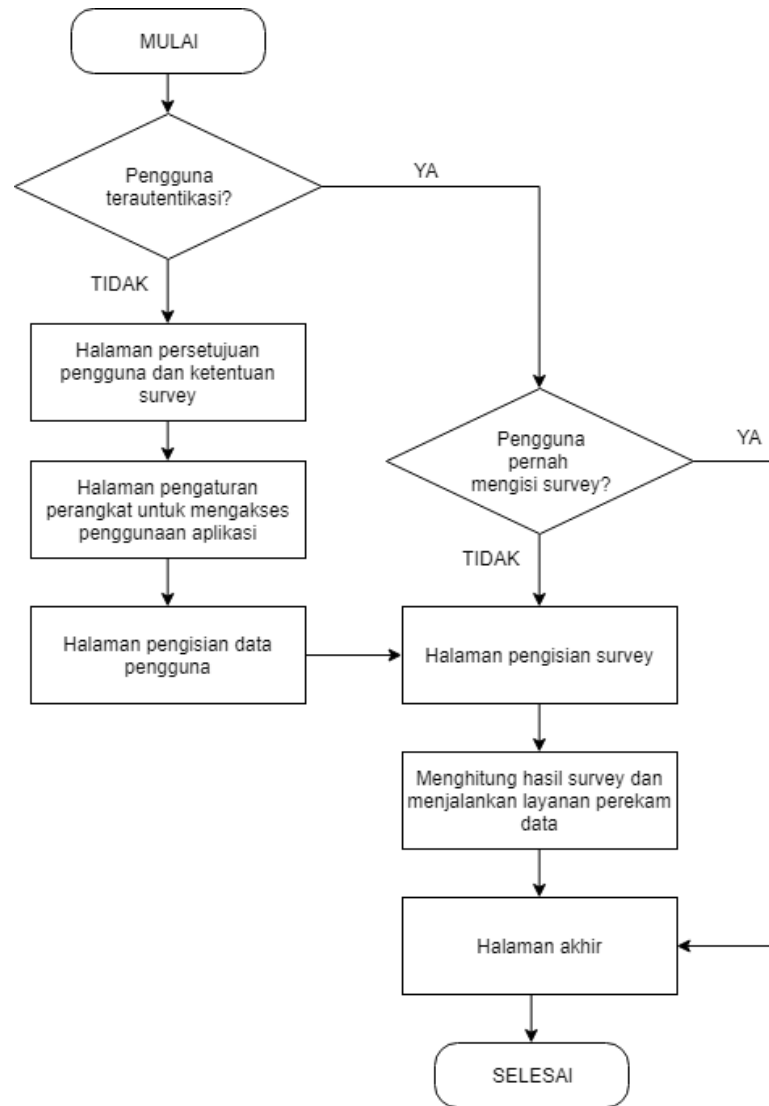 MULAI
Pengguna
terautentikasi?
YA
TIDAK
Halaman persetujuan
pengguna dan ketentuan
survey
Halaman pengaturan
perangkat untuk mengakses
penggunaan aplikasi
Halaman pengisian data
pengguna
Pengguna
pernah
mengisi survey?
YA
TIDAK
Halaman pengisian survey
Menghitung hasil survey dan
menjalankan layanan perekam
data
Halaman akhir
SELESAI